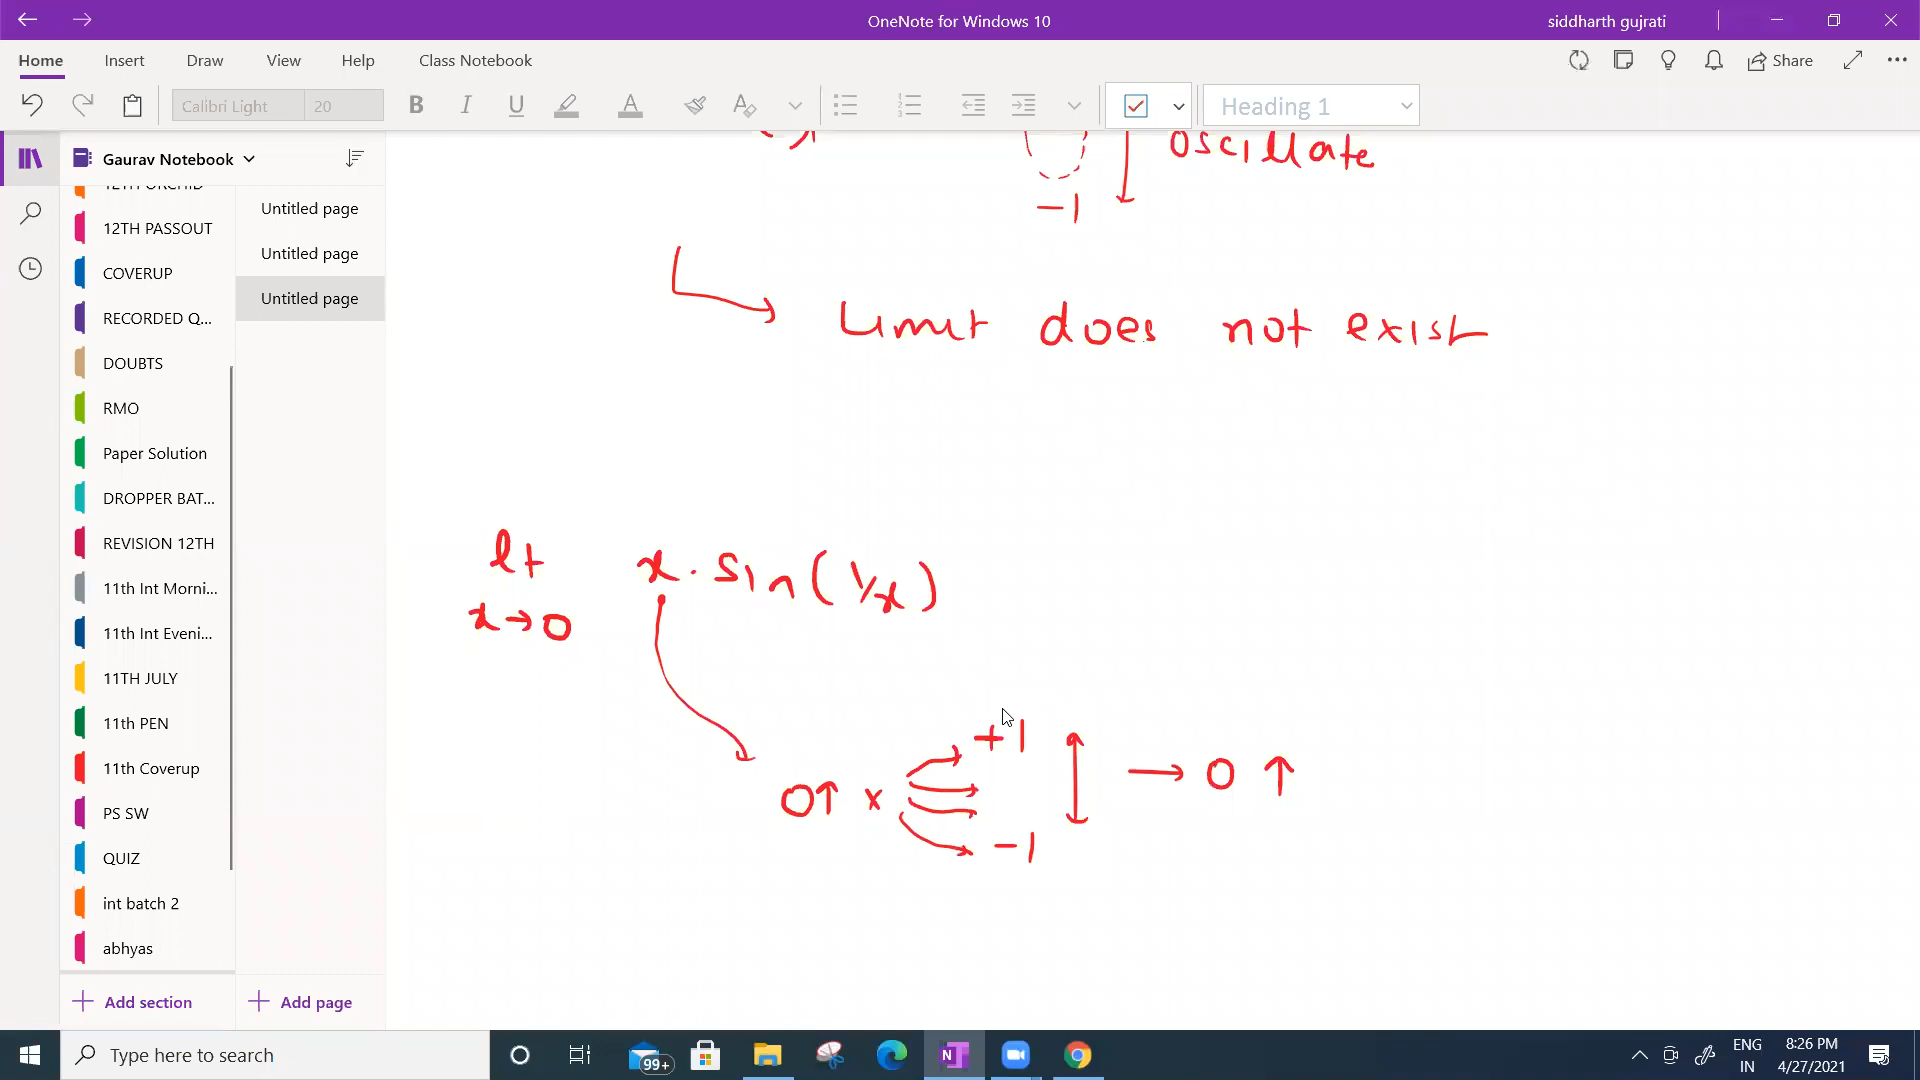 OneNote for Windows 10
siddharth gujrati
Home Insert Draw View Help Class Notebook
Share
Calibri Light 20
B I U A
Heading 1
Gaurav Notebook
12TH ORCHID
12TH PASSOUT
COVERUP
RECORDED Q...
DOUBTS
RMO
Paper Solution
DROPPER BAT...
REVISION 12TH
11th Int Morni...
11th Int Eveni...
11TH JULY
11th PEN
11th Coverup
PS SW
QUIZ
int batch 2
abhyas
Add section
Untitled page
Untitled page
Untitled page
Add page
oscillate
-1
Limit does not exist
lt x . sin(1/x)
x→0
+1
0↑ x → 0 ↑
-1
Type here to search
99+
N
ENG
IN
8:26 PM
4/27/2021